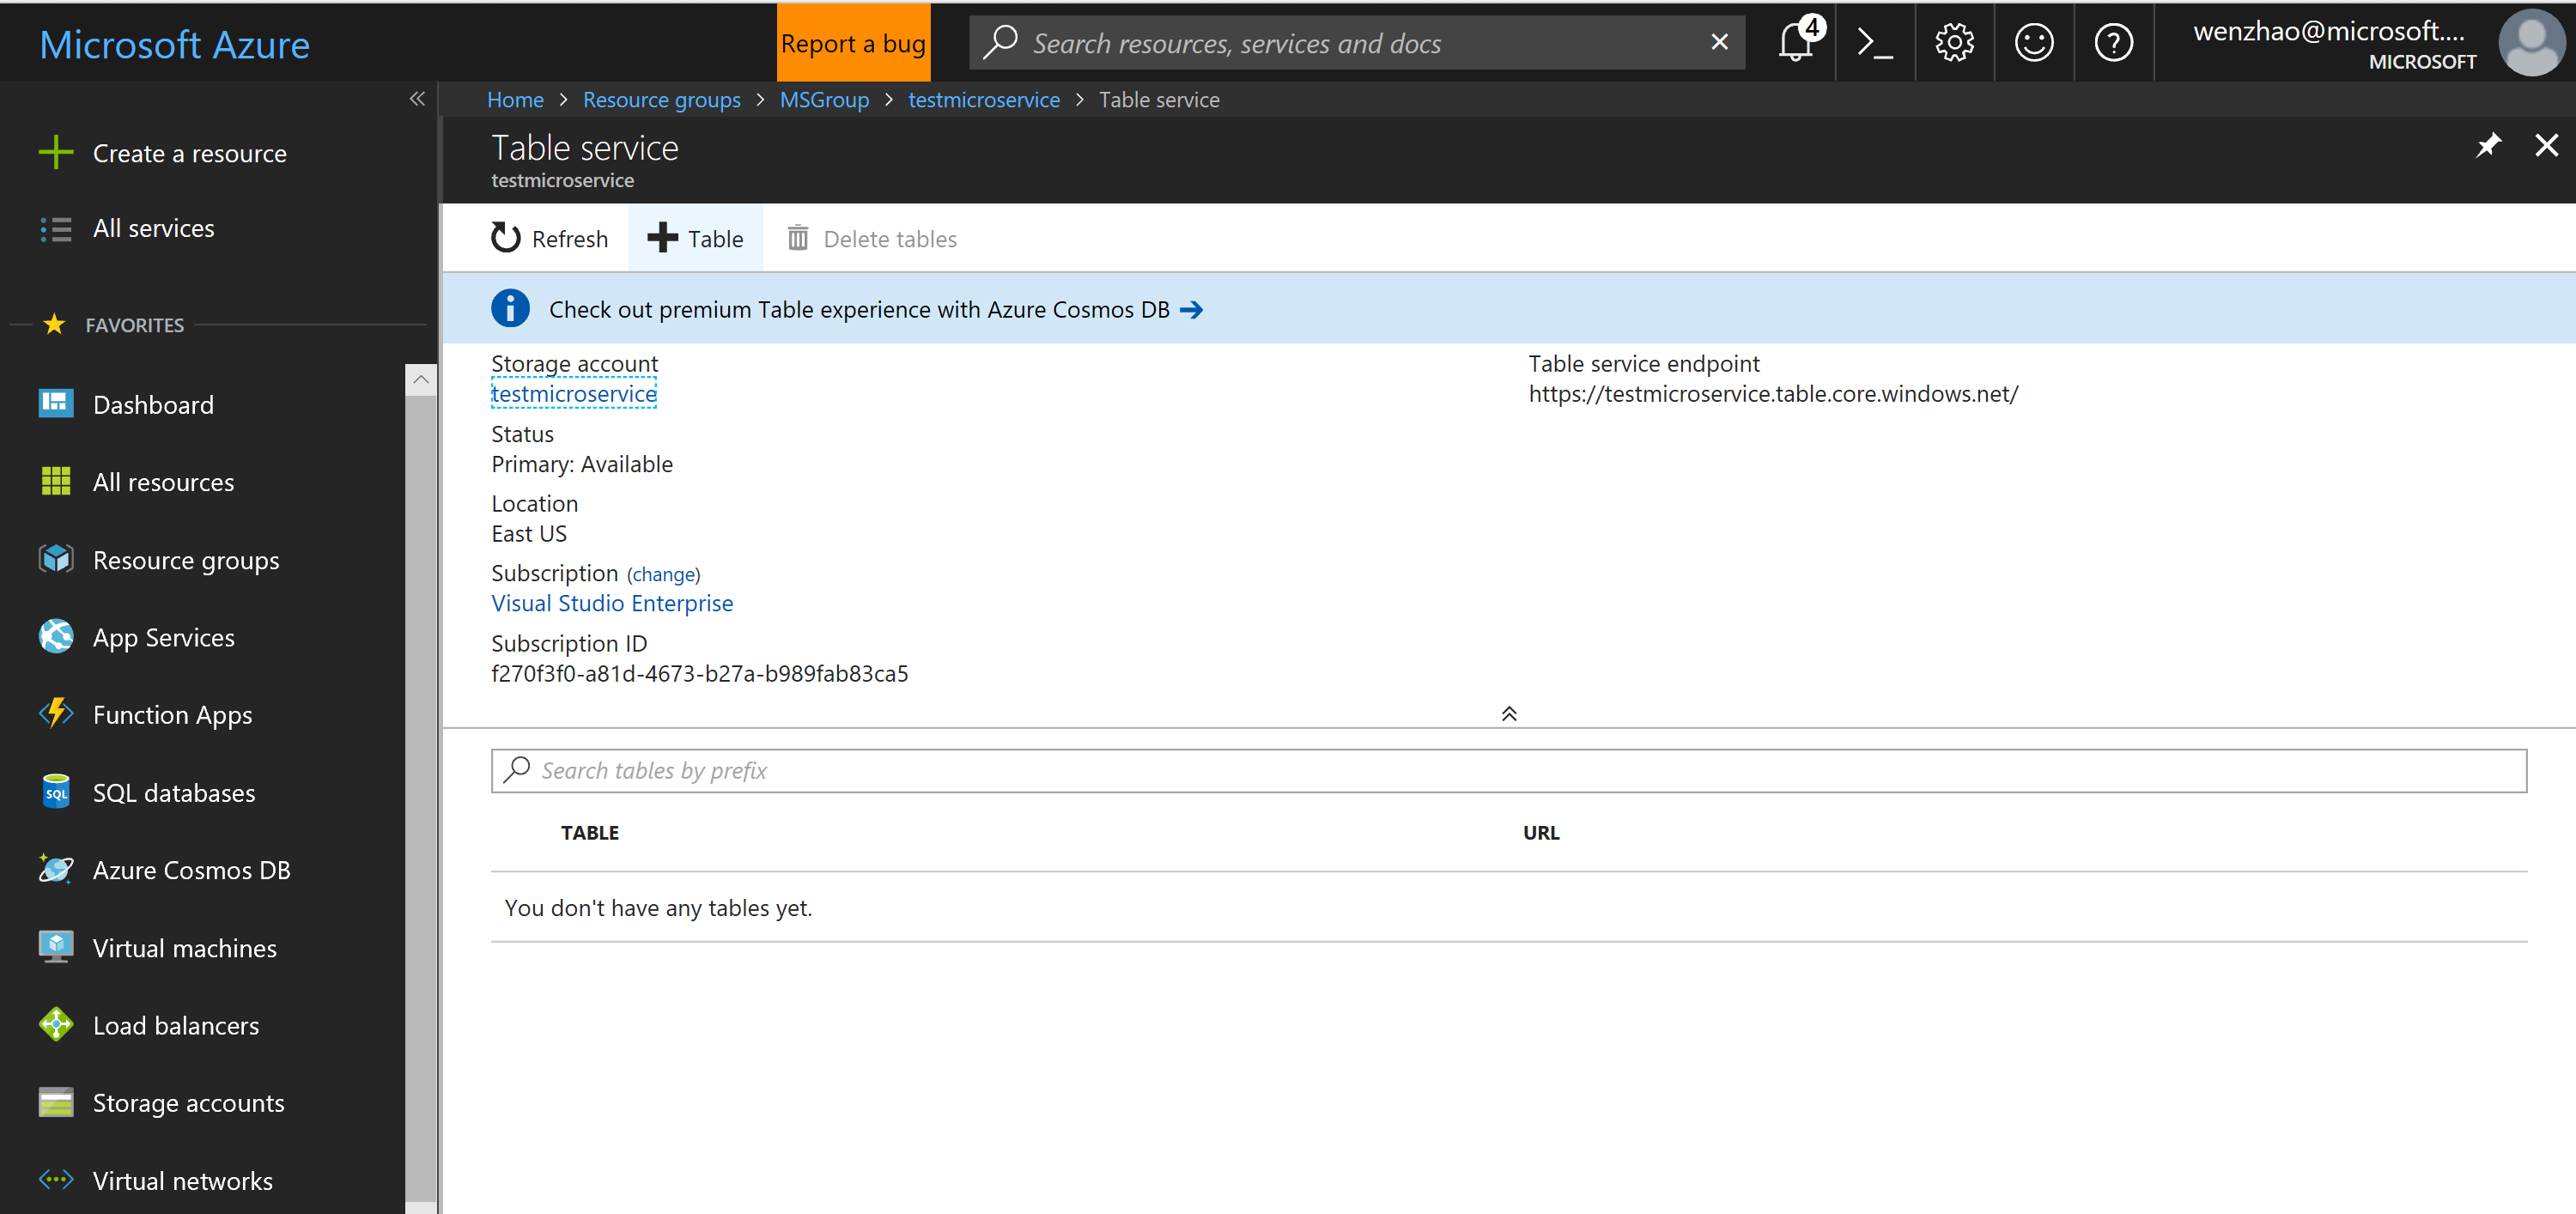 Microsoft Azure
Report a bug
Search resources, services and docs
4
wenzhao@microsoft....
MICROSOFT
Home > Resource groups > MSGroup > testmicroservice > Table service
Create a resource
All services
FAVORITES
Dashboard
All resources
Resource groups
App Services
Function Apps
SQL
SQL databases
Azure Cosmos DB
Virtual machines
Load balancers
Storage accounts
Virtual networks
Table service
testmicroservice
Refresh
Table
Delete tables
Check out premium Table experience with Azure Cosmos DB
Storage account
testmicroservice
Status
Primary: Available
Location
East US
Subscription (change)
Visual Studio Enterprise
Subscription ID
f270f3f0-a81d-4673-b27a-b989fab83ca5
Table service endpoint
https://testmicroservice.table.core.windows.net/
Search tables by prefix
TABLE URL
You don't have any tables yet.